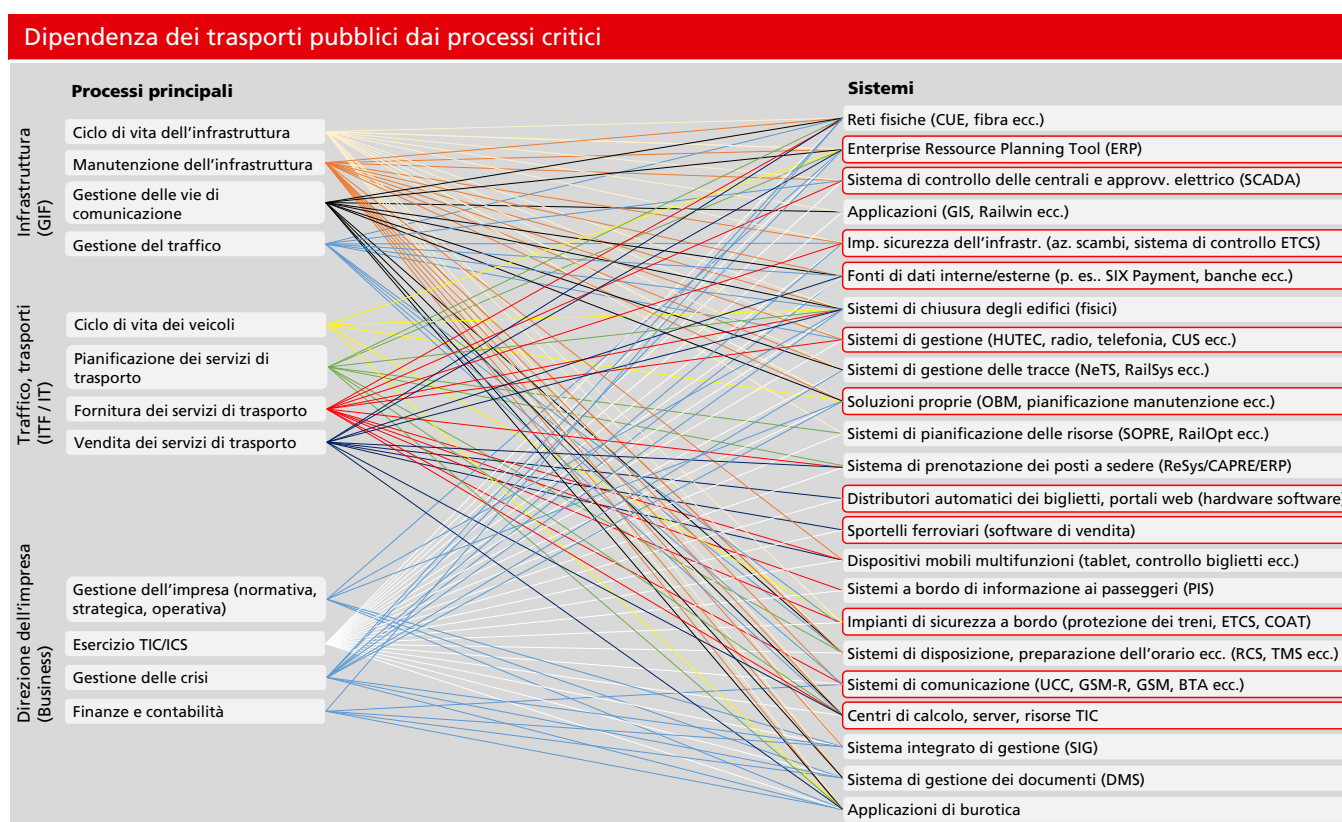 Dipendenza dei trasporti pubblici dai processi critici
Processi principali
Infrastruttura
(GIF)
Ciclo di vita dell'infrastruttura
Manutenzione dell'infrastruttura
Gestione delle vie di
comunicazione
Gestione del traffico
Traffico, trasporti
(ITF / IT)
Ciclo di vita dei veicoli
Pianificazione dei servizi di
trasporto
Fornitura dei servizi di trasporto
Vendita dei servizi di trasporto
Direzione dell'impresa
(Business)
Gestione dell'impresa (normativa,
strategica, operativa)
Esercizio TIC/ICS
Gestione delle crisi
Finanze e contabilità
Sistemi
Reti fisiche (CUE, fibra ecc.)
Enterprise Ressource Planning Tool (ERP)
Sistema di controllo delle centrali e approvv. elettrico (SCADA)
Applicazioni (GIS, Railwin ecc.)
Imp. sicurezza dell'infrastr. (az. scambi, sistema di controllo ETCS)
Fonti di dati interne/esterne (p. es.. SIX Payment, banche ecc.)
Sistemi di chiusura degli edifici (fisici)
Sistemi di gestione (HUTEC, radio, telefonia, CUS ecc.)
Sistemi di gestione delle tracce (NeTS, RailSys ecc.)
Soluzioni proprie (OBM, pianificazione manutenzione ecc.)
Sistemi di pianificazione delle risorse (SOPRE, RailOpt ecc.)
Sistema di prenotazione dei posti a sedere (ReSys/CAPRE/ERP)
Distributori automatici dei biglietti, portali web (hardware software)
Sportelli ferroviari (software di vendita)
Dispositivi mobili multifunzioni (tablet, controllo biglietti ecc.)
Sistemi a bordo di informazione ai passeggeri (PIS)
Impianti di sicurezza a bordo (protezione dei treni, ETCS, COAT)
Sistemi di disposizione, preparazione dell'orario ecc. (RCS, TMS ecc.)
Sistemi di comunicazione (UCC, GSM-R, GSM, BTA ecc.)
Centri di calcolo, server, risorse TIC
Sistema integrato di gestione (SIG)
Sistema di gestione dei documenti (DMS)
Applicazioni di burotica